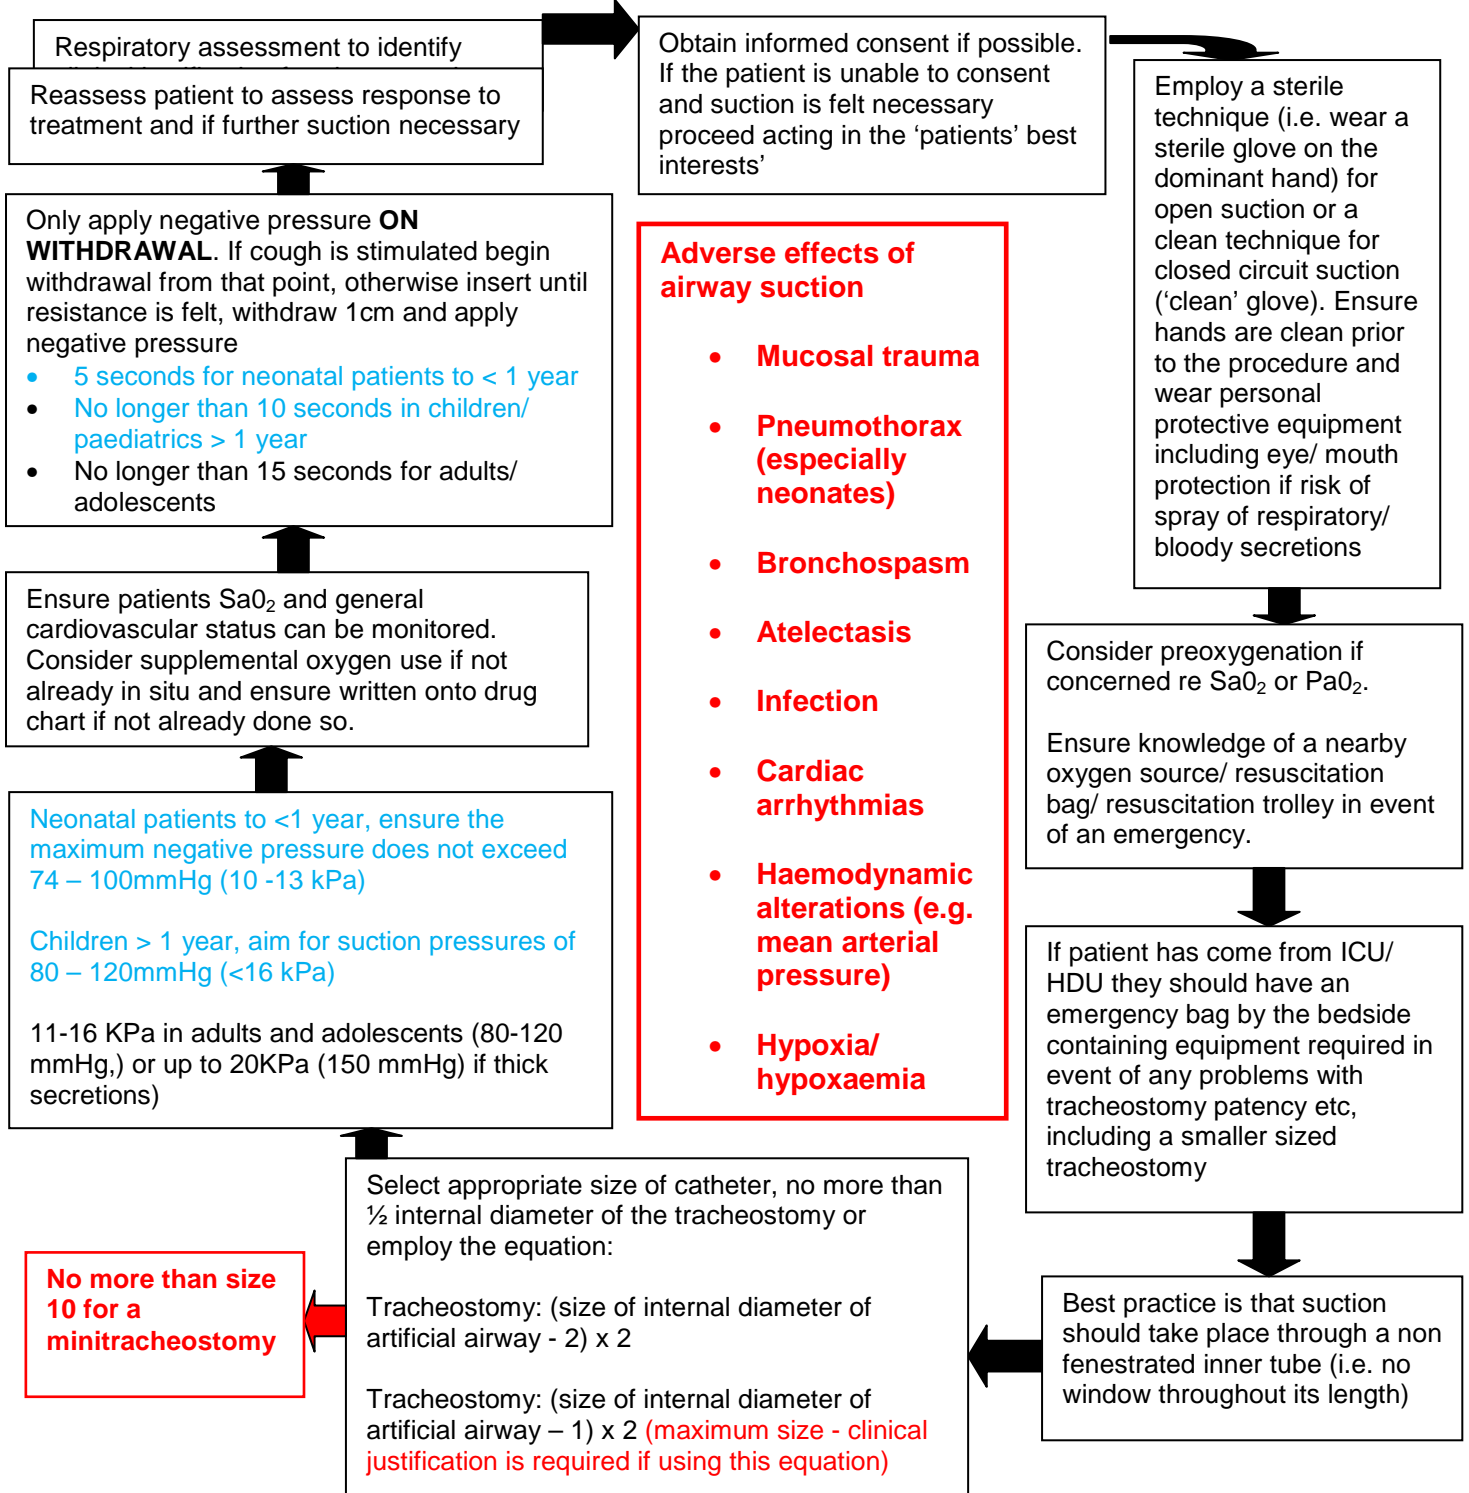 Respiratory assessment to identify
Reassess patient to assess response to
treatment and if further suction necessary
Obtain informed consent if possible.
If the patient is unable to consent
and suction is felt necessary
proceed acting in the ‘patients’ best
interests’
Employ a sterile
technique (i.e. wear a
sterile glove on the
dominant hand) for
open suction or a
clean technique for
closed circuit suction
(‘clean’ glove). Ensure
hands are clean prior
to the procedure and
wear personal
protective equipment
including eye/ mouth
protection if risk of
spray of respiratory/
bloody secretions
Consider preoxygenation if
concerned re Sa0₂ or Pa0₂.
Ensure knowledge of a nearby
oxygen source/ resuscitation
bag/ resuscitation trolley in event
of an emergency.
If patient has come from ICU/
HDU they should have an
emergency bag by the bedside
containing equipment required in
event of any problems with
tracheostomy patency etc,
including a smaller sized
tracheostomy
Best practice is that suction
should take place through a non
fenestrated inner tube (i.e. no
window throughout its length)
Select appropriate size of catheter, no more than
½ internal diameter of the tracheostomy or
employ the equation:
Tracheostomy: (size of internal diameter of
artificial airway - 2) x 2
Tracheostomy: (size of internal diameter of
artificial airway – 1) x 2 (maximum size - clinical
justification is required if using this equation)
No more than size
10 for a
minitracheostomy
Neonatal patients to <1 year, ensure the
maximum negative pressure does not exceed
74 – 100mmHg (10 -13 kPa)
Children > 1 year, aim for suction pressures of
80 – 120mmHg (<16 kPa)
11-16 KPa in adults and adolescents (80-120
mmHg,) or up to 20KPa (150 mmHg) if thick
secretions)
Ensure patients Sa0₂ and general
cardiovascular status can be monitored.
Consider supplemental oxygen use if not
already in situ and ensure written onto drug
chart if not already done so.
Only apply negative pressure ON
WITHDRAWAL. If cough is stimulated begin
withdrawal from that point, otherwise insert until
resistance is felt, withdraw 1cm and apply
negative pressure
• 5 seconds for neonatal patients to < 1 year
• No longer than 10 seconds in children/
paediatrics > 1 year
• No longer than 15 seconds for adults/
adolescents
Adverse effects of
airway suction
• Mucosal trauma
• Pneumothorax
(especially
neonates)
• Bronchospasm
• Atelectasis
• Infection
• Cardiac
arrhythmias
• Haemodynamic
alterations (e.g.
mean arterial
pressure)
• Hypoxia/
hypoxaemia